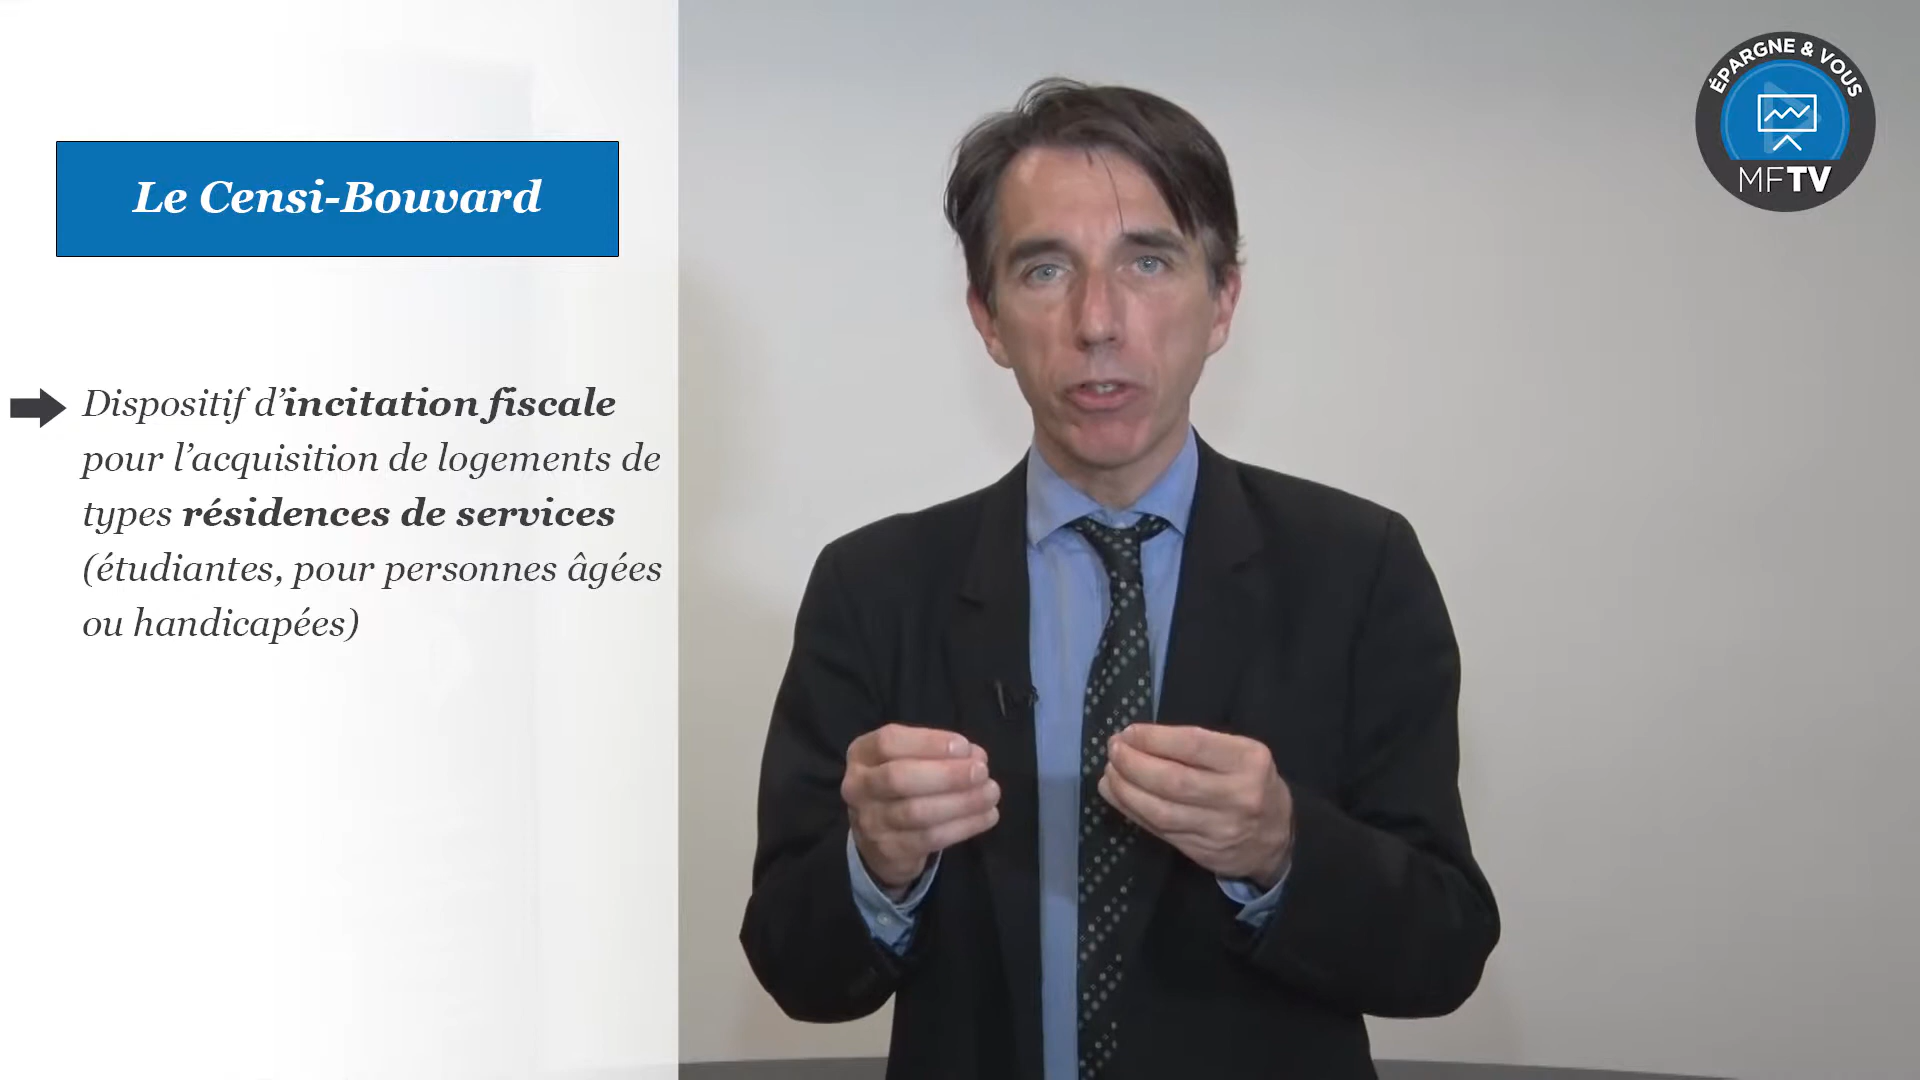 Le Censi-Bouvard
Dispositif d’incitation fiscale
pour l’acquisition de logements de
types résidences de services
(étudiantes, pour personnes âgées
ou handicapées)
ÉPARGNE & VOUS
MFTV